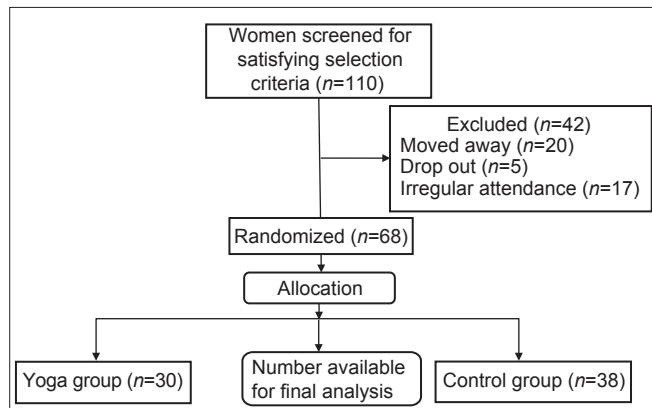 Women screened for
satisfying selection
criteria (n=110)
Excluded (n=42)
Moved away (n=20)
Drop out (n=5)
Irregular attendance (n=17)
Randomized (n=68)
Allocation
Yoga group (n=30)
Number available
for final analysis
Control group (n=38)